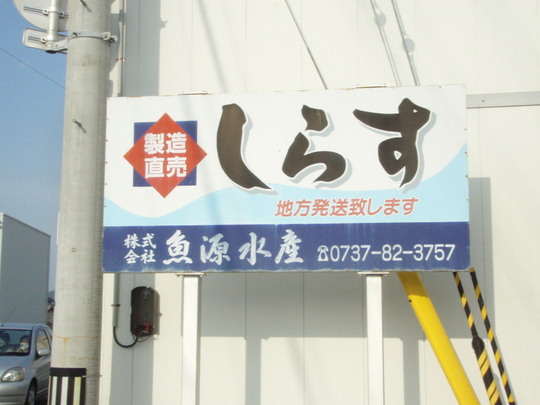 製造
直売
しらす
地方発送致します
株式
会社
魚源水産 ☎0737-82-3757